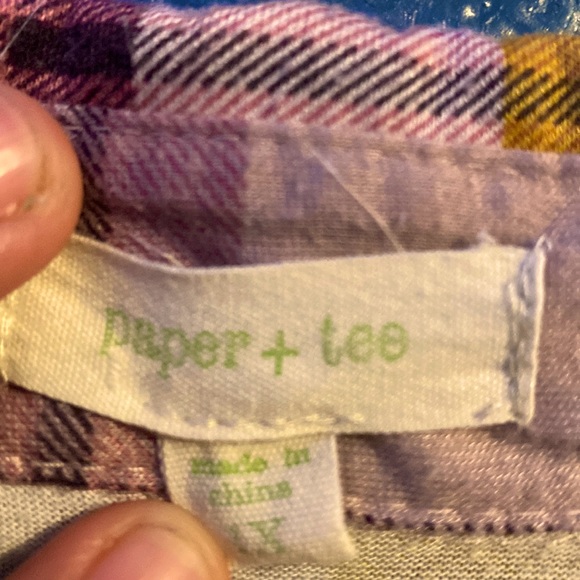 paper + tee
made in
china
X